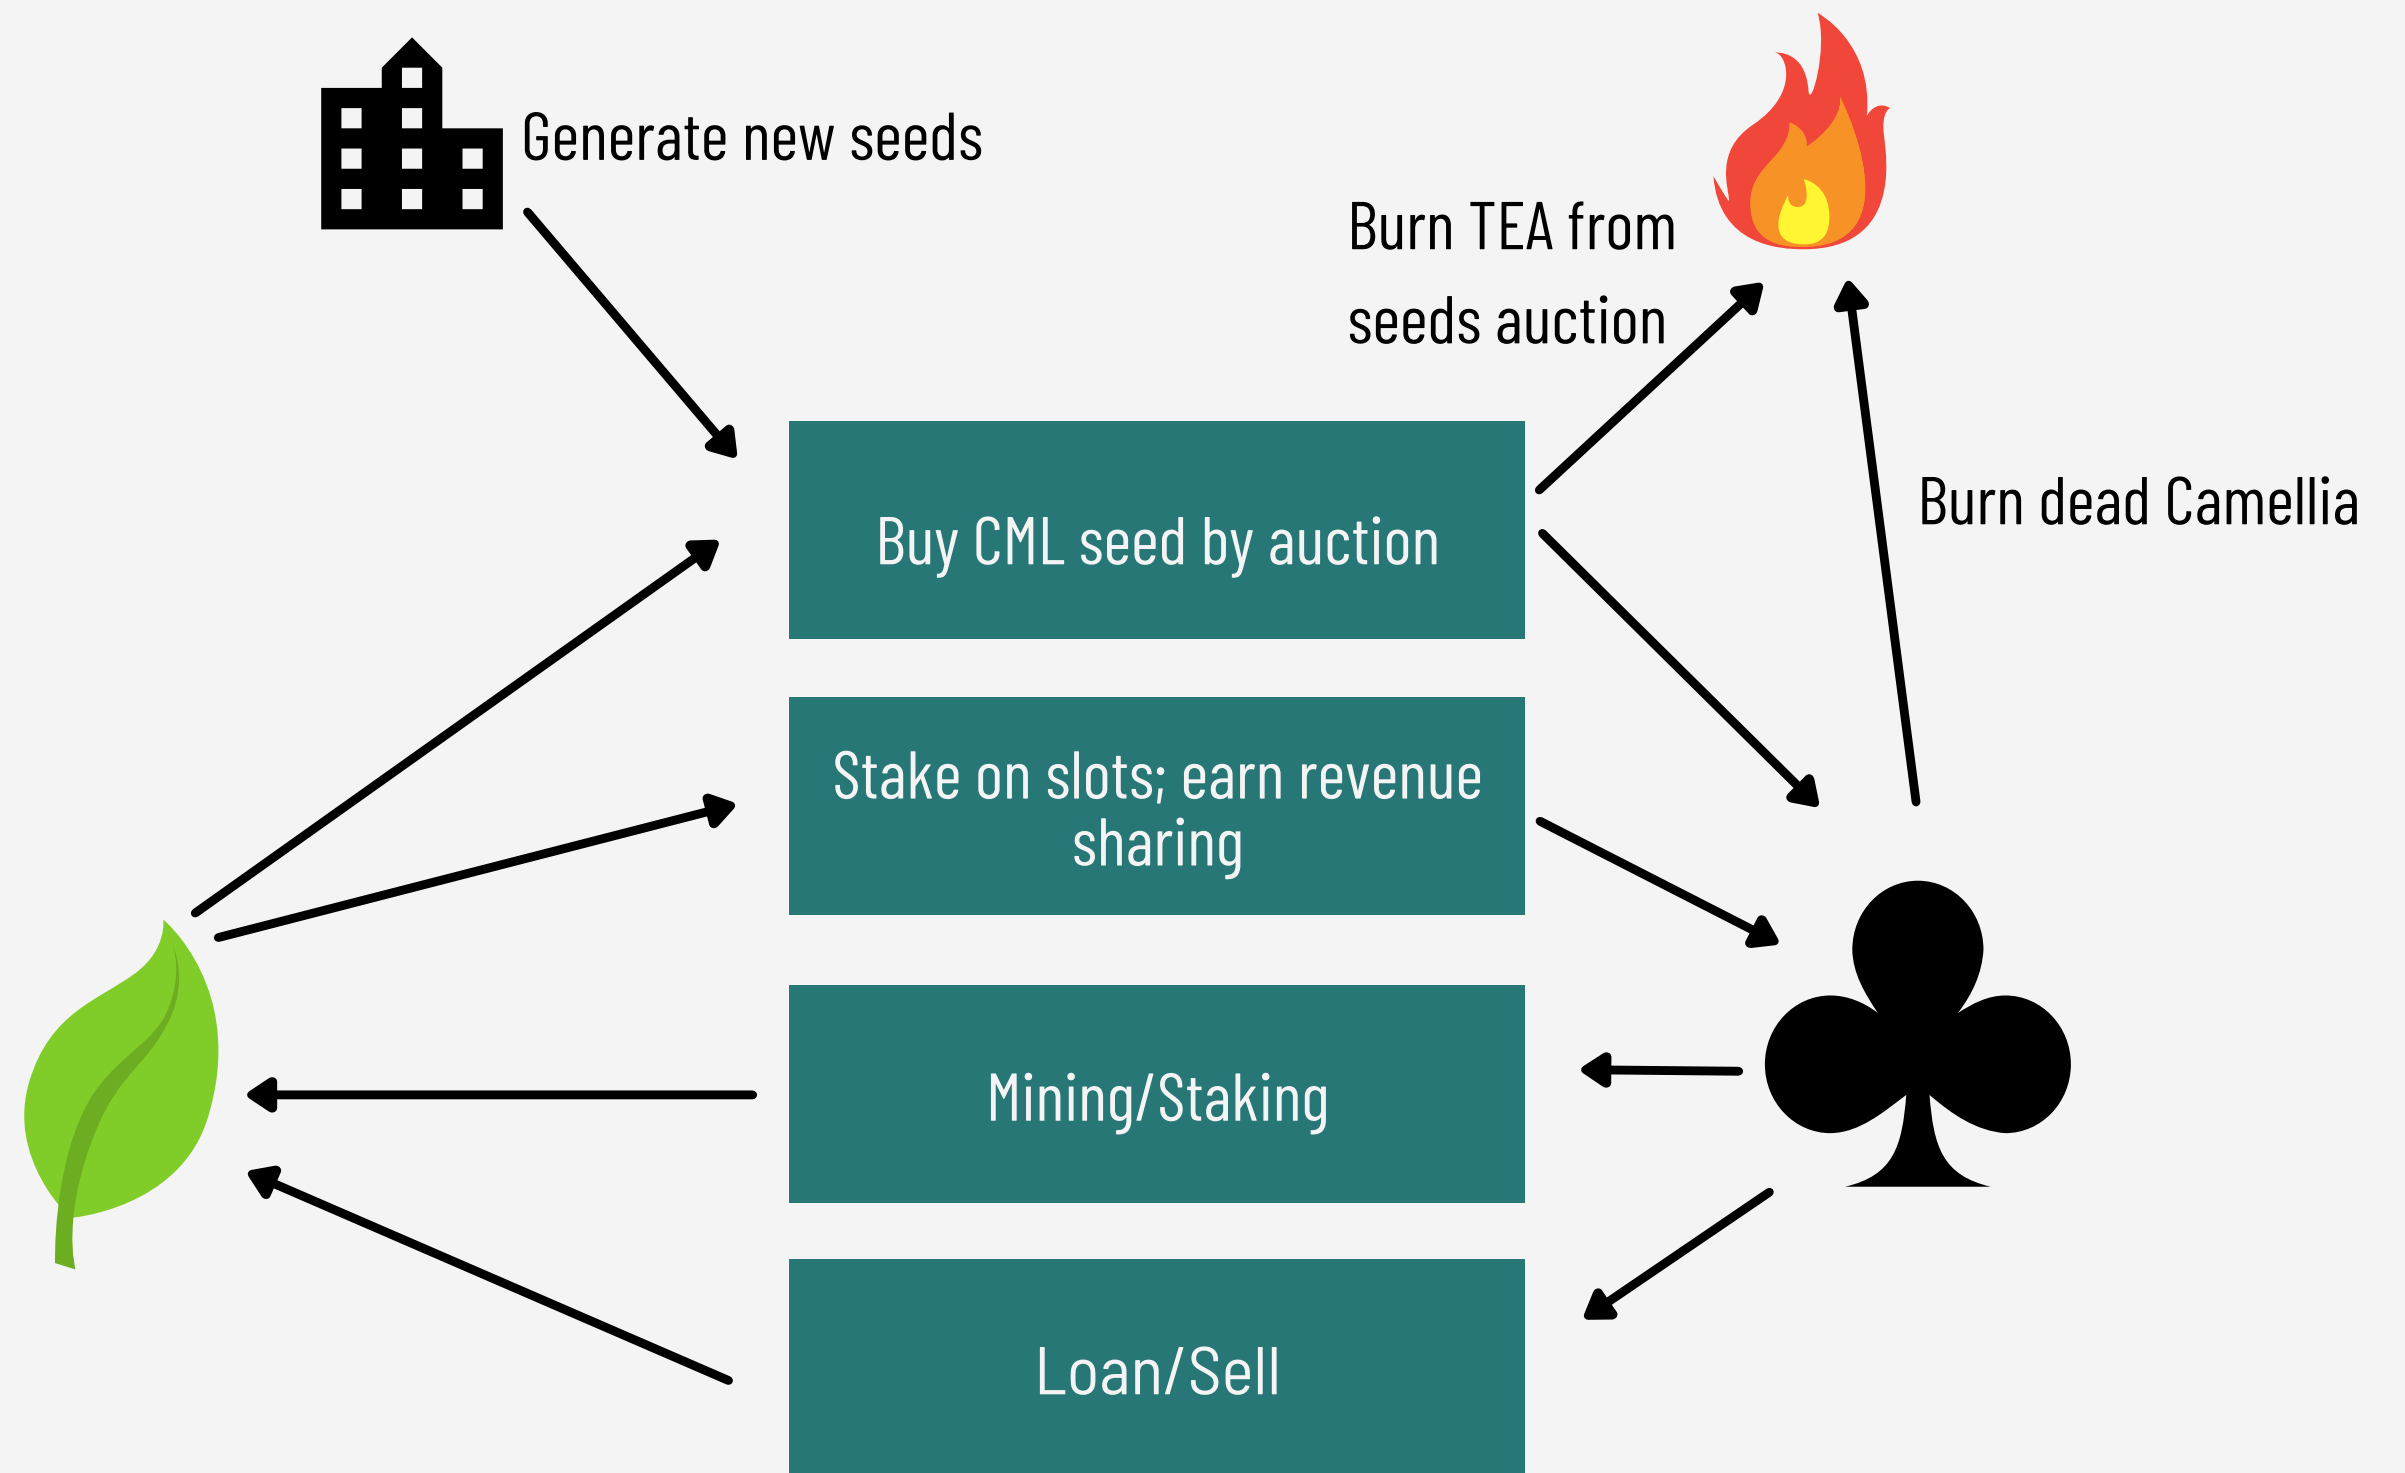 Generate new seeds
Burn TEA from
seeds auction
Burn dead Camellia
Buy CML seed by auction
Stake on slots; earn revenue
sharing
Mining/Staking
Loan/Sell